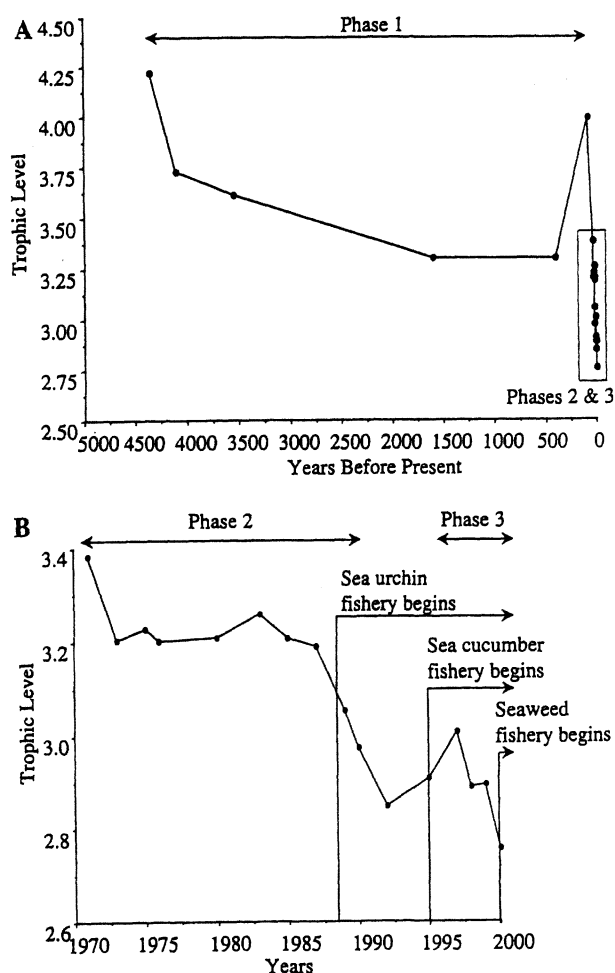 A
Phase 1
4.50
4.25
4.00
3.75
3.50
3.25
3.00
2.75
2.50
Trophic Level
Phases 2 & 3
5000 4500 4000 3500 3000 2500 2000 1500 1000 500 0
Years Before Present
B
Phase 2
Phase 3
3.4
3.2
3.0
2.8
2.6
Trophic Level
Sea urchin
fishery begins
Sea cucumber
fishery begins
Seaweed
fishery begins
1970 1975 1980 1985 1990 1995 2000
Years